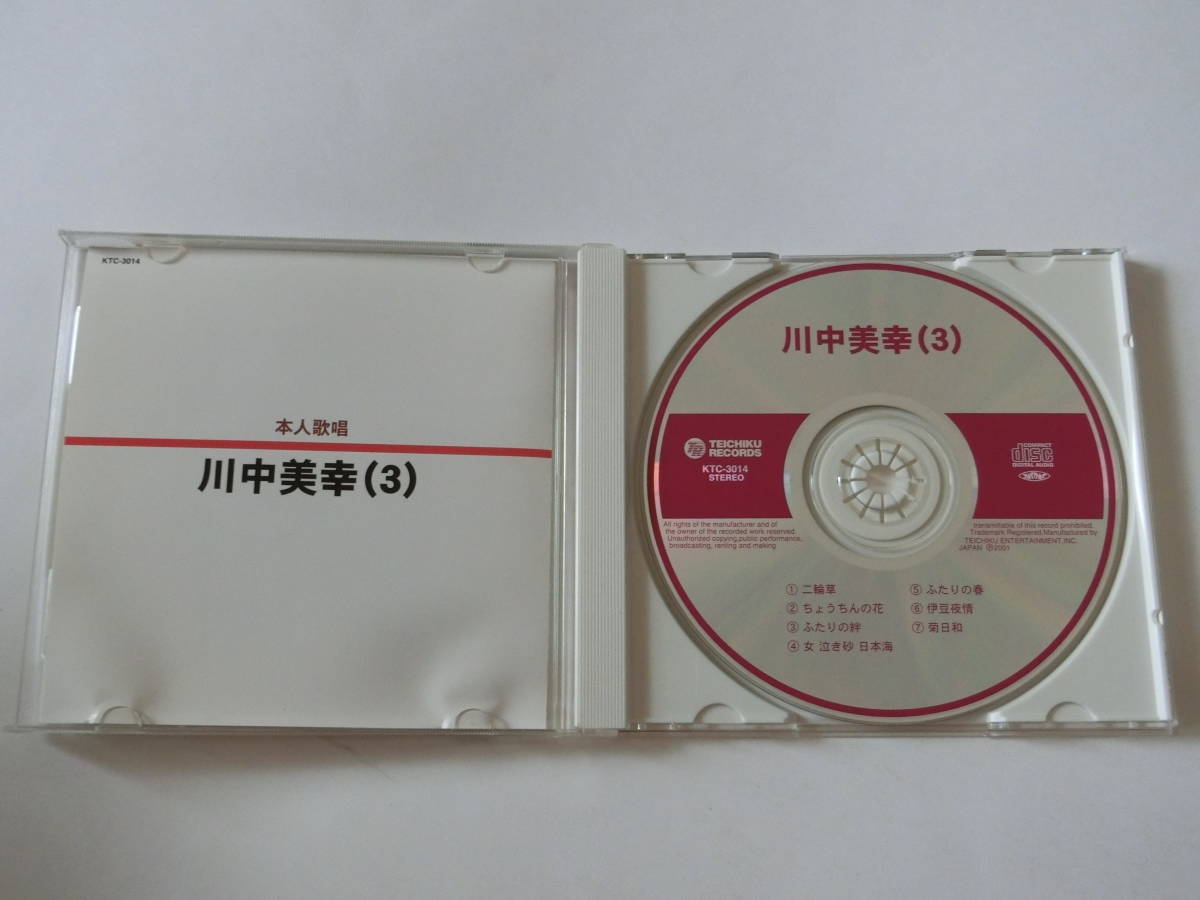 KTC-3014
本人歌唱
川中美幸(3)
川中美幸(3)
TEICHIKU
RECORDS
KTC-3014
STEREO
COMPACT
disc
DIGITAL AUDIO
All rights of the manufacturer and of
the owner of the recorded work reserved.
Unauthorized copying,public performance,
broadcasting, renting and making
transmittable of this record prohibited.
Trademark Registered.Manufactured by
TEICHIKU ENTERTAINMENT,INC.
JAPAN Ⓟ2001
① 二輪草
② ちょうちんの花
③ ふたりの絆
④ 女 泣き砂 日本海
⑤ ふたりの春
⑥ 伊豆夜情
⑦ 菊日和